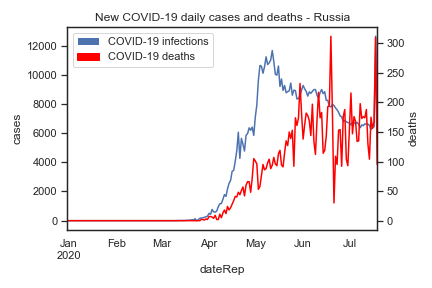 New COVID-19 daily cases and deaths - Russia
COVID-19 infections
COVID-19 deaths
12000
10000
8000
6000
4000
2000
0
cases
300
250
200
150
100
50
0
deaths
Jan Feb Mar Apr May Jun Jul
2020
dateRep